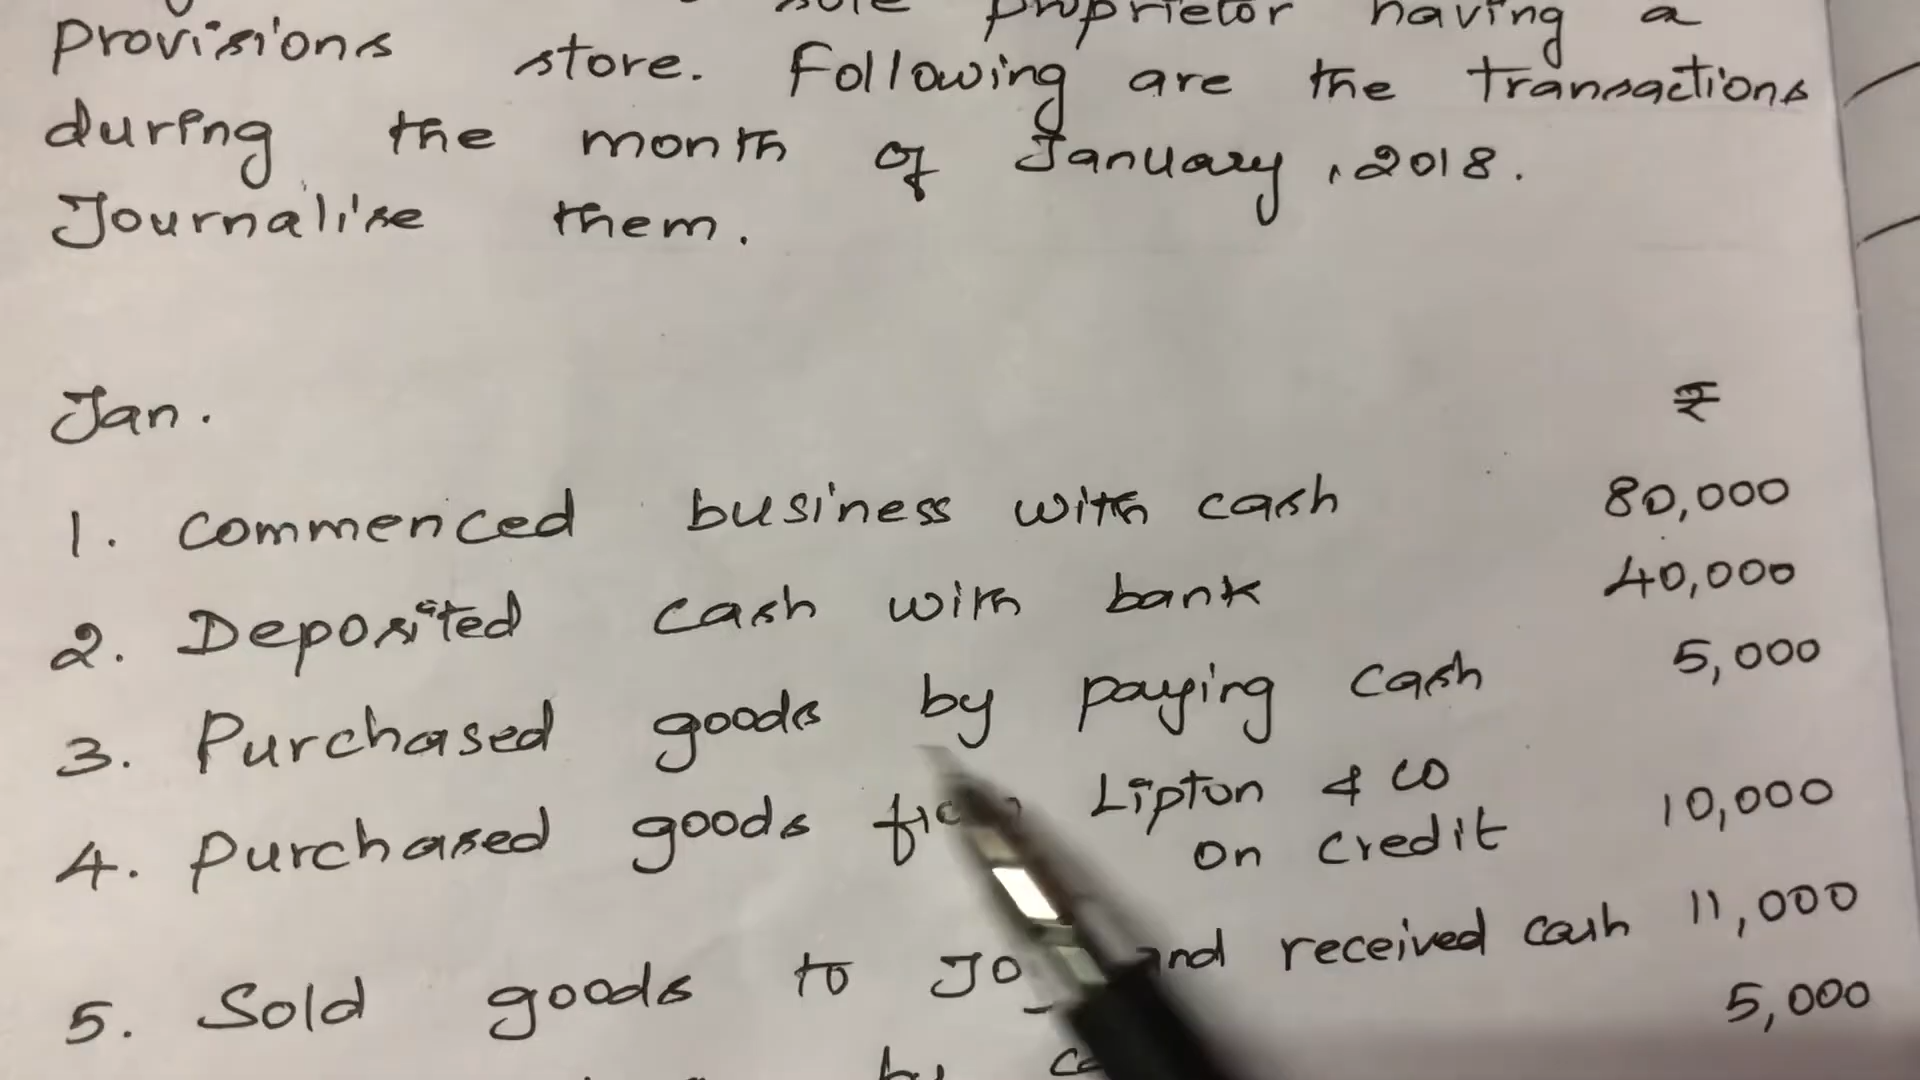 sole proprietor having a
provisions store. Following are the transactions
during the month of January, 2018.
Journalise them.
Jan. ₹
1. Commenced business with cash 80,000
2. Deposited cash with bank 40,000
3. Purchased goods by paying cash 5,000
4. Purchased goods Lipton & co
on credit 10,000
5. Sold goods to and received cash 11,000
by 5,000